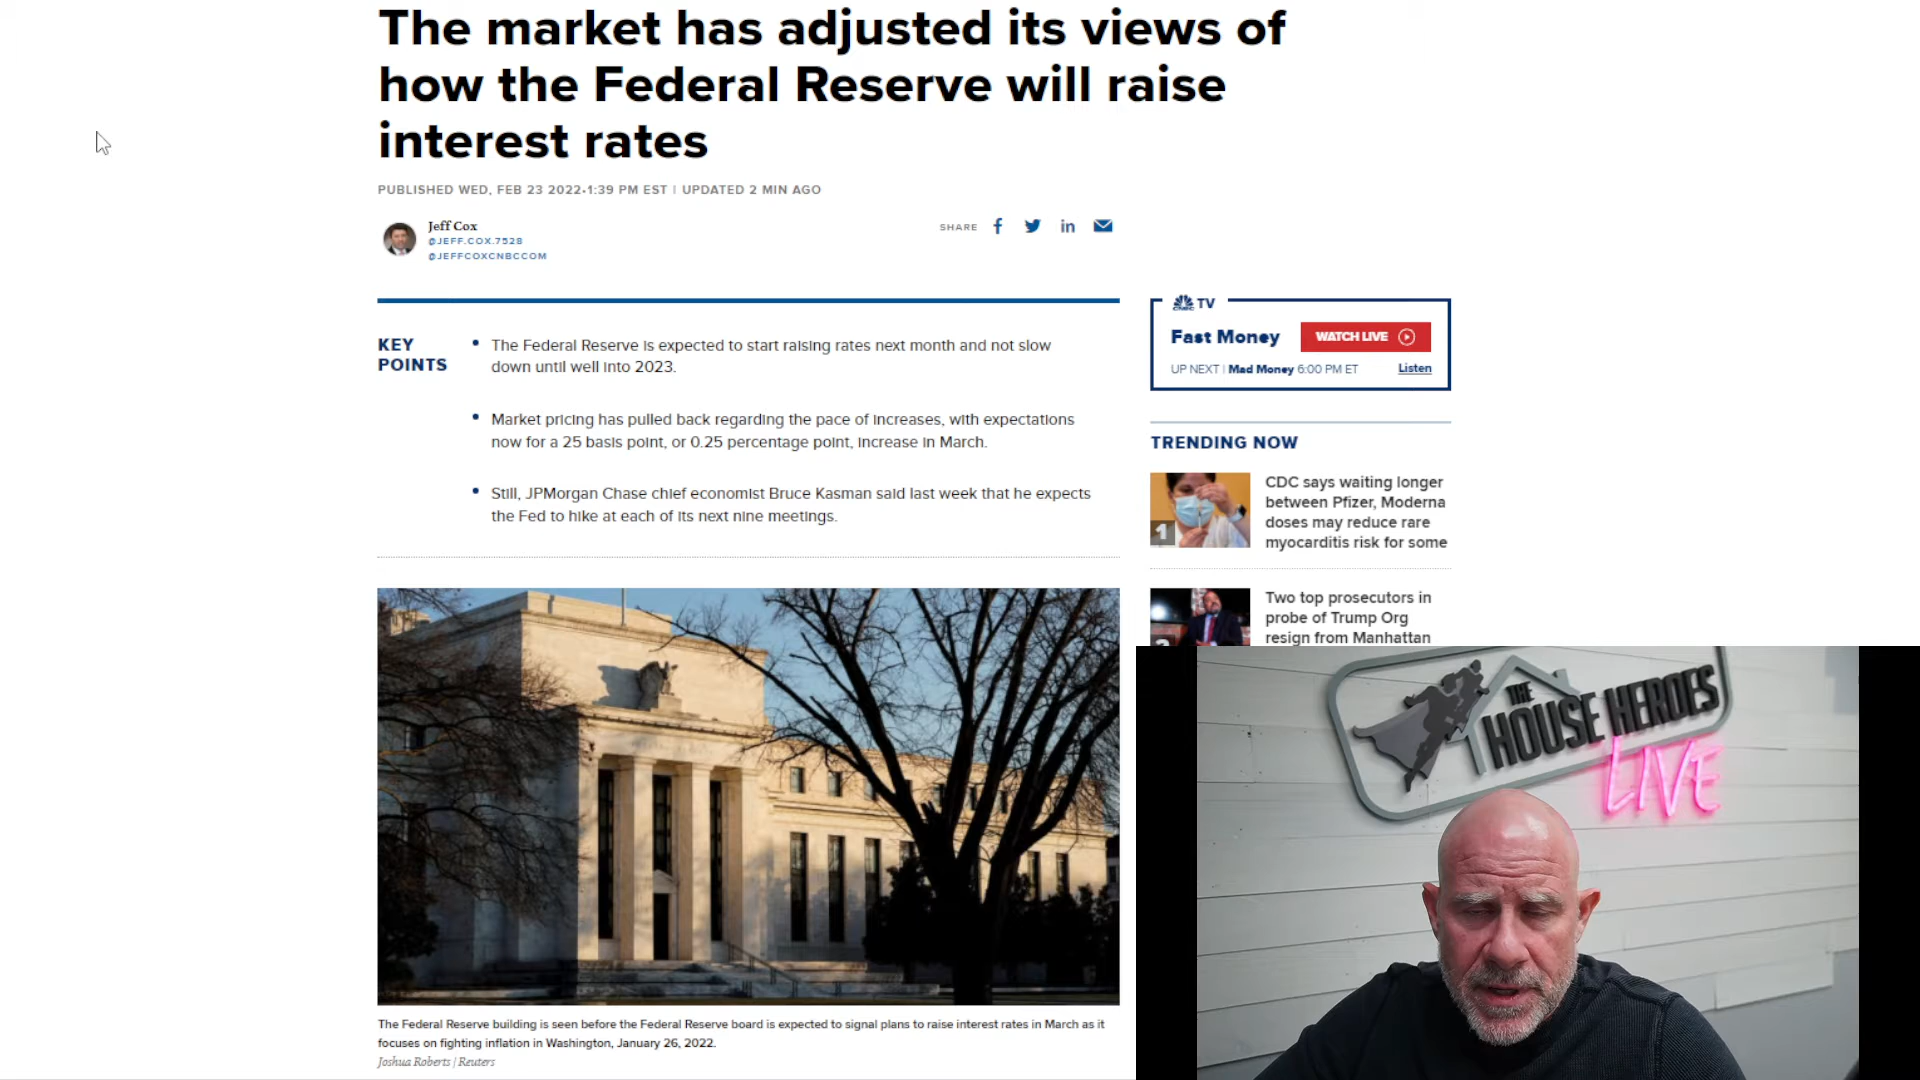 The market has adjusted its views of
how the Federal Reserve will raise
interest rates
PUBLISHED WED, FEB 23 2022•1:39 PM EST | UPDATED 2 MIN AGO
Jeff Cox
@JEFF.COX.7528
@JEFFCOXCNBCCOM
SHARE
KEY
POINTS
The Federal Reserve is expected to start raising rates next month and not slow
down until well into 2023.
Market pricing has pulled back regarding the pace of increases, with expectations
now for a 25 basis point, or 0.25 percentage point, increase in March.
Still, JPMorgan Chase chief economist Bruce Kasman said last week that he expects
the Fed to hike at each of its next nine meetings.
The Federal Reserve building is seen before the Federal Reserve board is expected to signal plans to raise interest rates in March as it
focuses on fighting inflation in Washington, January 26, 2022.
Joshua Roberts | Reuters
CNBC TV
Fast Money
WATCH LIVE
UP NEXT | Mad Money 6:00 PM ET
Listen
TRENDING NOW
1
CDC says waiting longer
between Pfizer, Moderna
doses may reduce rare
myocarditis risk for some
Two top prosecutors in
probe of Trump Org
resign from Manhattan
THE
HOUSE HEROES
LIVE